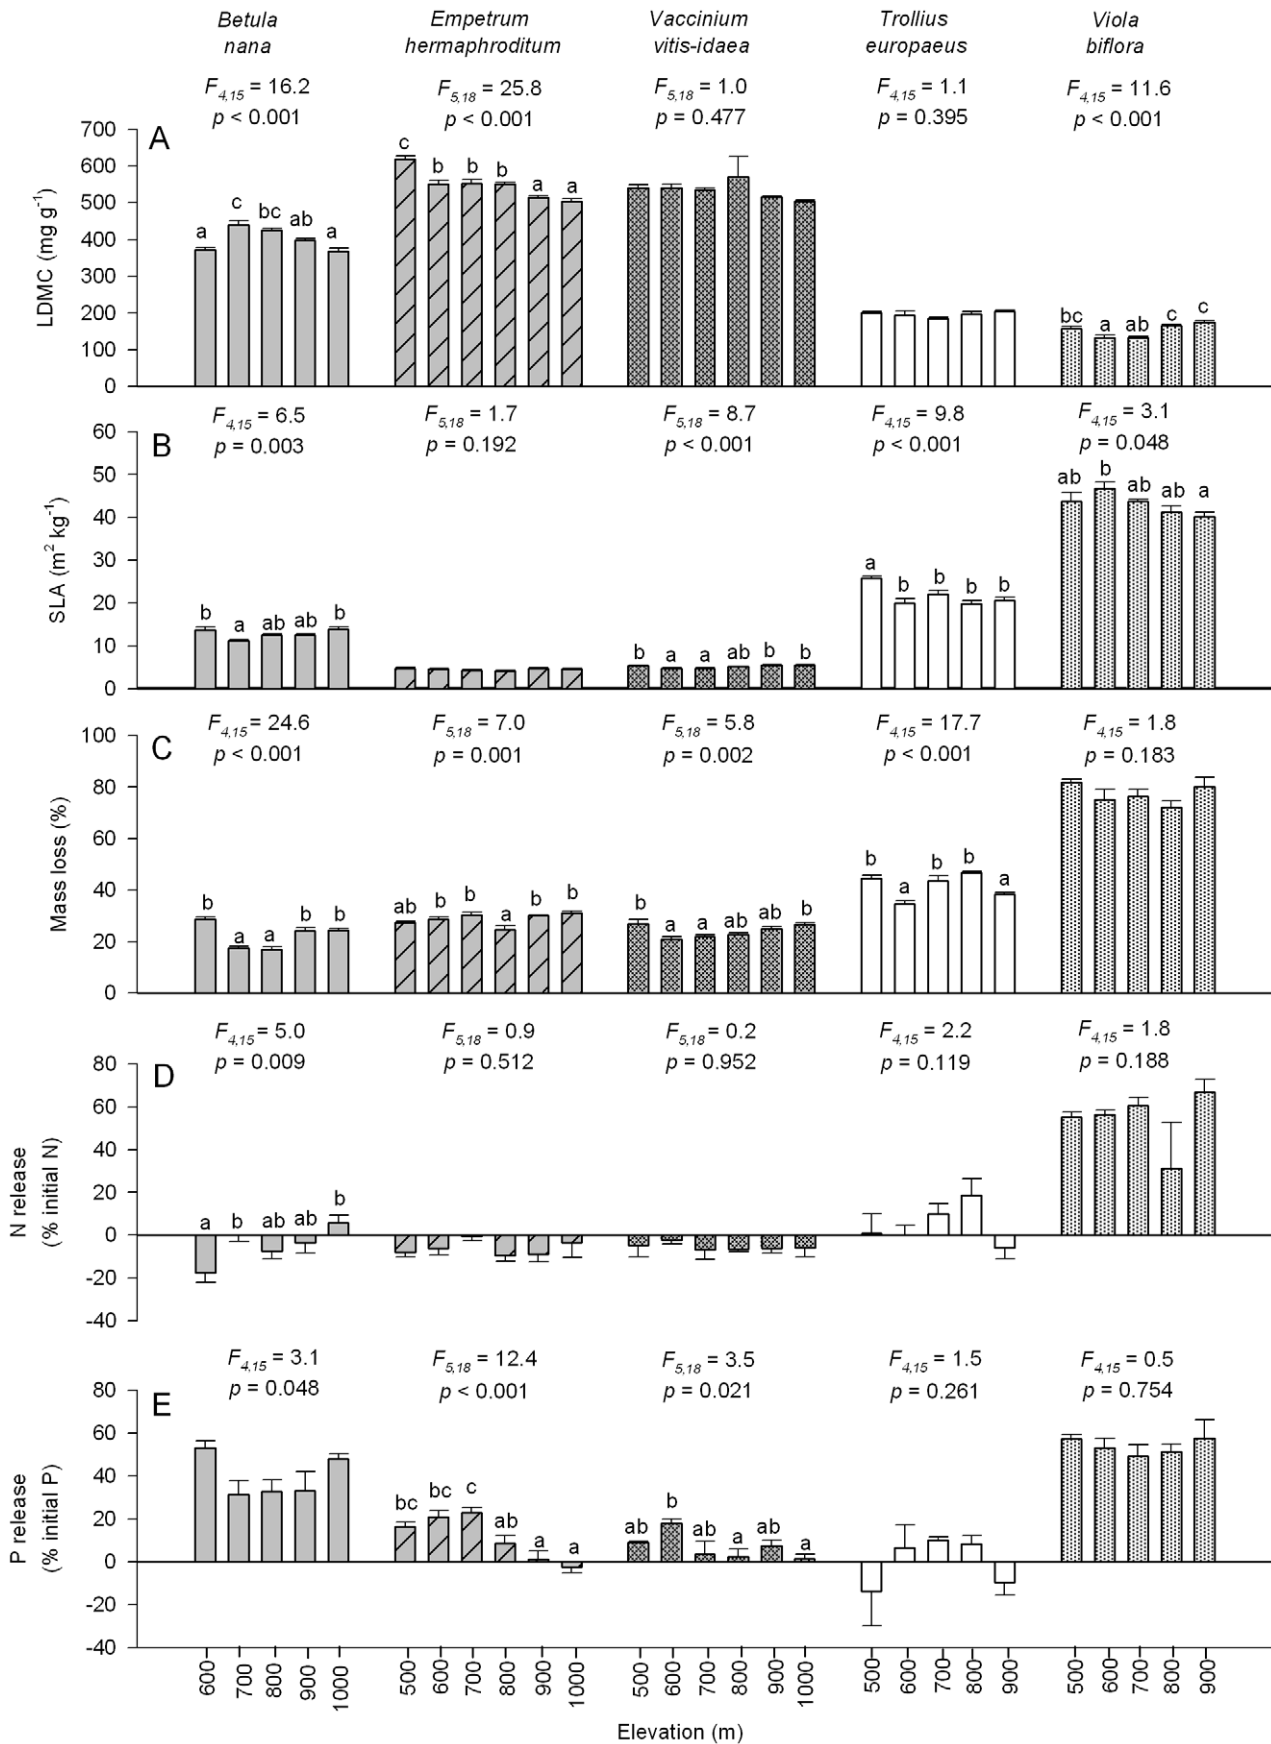 Betula nana
Empetrum hermaphroditum
Vaccinium vitis-idaea
Trollius europaeus
Viola biflora
F4,15 = 16.2
p < 0.001
F5,18 = 25.8
p < 0.001
F5,18 = 1.0
p = 0.477
F4,15 = 1.1
p = 0.395
F4,15 = 11.6
p < 0.001
A
LDMC (mg g-1)
700
600
500
400
300
200
100
0
a c bc ab a
c b b b a a
bc a ab c c
F4,15 = 6.5
p = 0.003
F5,18 = 1.7
p = 0.192
F5,18 = 8.7
p < 0.001
F4,15 = 9.8
p < 0.001
F4,15 = 3.1
p = 0.048
B
SLA (m2 kg-1)
60
50
40
30
20
10
0
b a ab ab b
b a a ab b b
a b b b b
ab b ab ab a
F4,15 = 24.6
p < 0.001
F5,18 = 7.0
p = 0.001
F5,18 = 5.8
p = 0.002
F4,15 = 17.7
p < 0.001
F4,15 = 1.8
p = 0.183
C
Mass loss (%)
100
80
60
40
20
0
b a a b b
ab b b a b b
b a a ab ab b
b a b b a
F4,15 = 5.0
p = 0.009
F5,18 = 0.9
p = 0.512
F5,18 = 0.2
p = 0.952
F4,15 = 2.2
p = 0.119
F4,15 = 1.8
p = 0.188
D
N release
(% initial N)
80
60
40
20
0
-20
-40
a b ab ab b
F4,15 = 3.1
p = 0.048
F5,18 = 12.4
p < 0.001
F5,18 = 3.5
p = 0.021
F4,15 = 1.5
p = 0.261
F4,15 = 0.5
p = 0.754
E
P release
(% initial P)
80
60
40
20
0
-20
-40
bc bc c ab a a
ab b ab a ab a
600 700 800 900 1000
500 600 700 800 900 1000
500 600 700 800 900 1000
500 600 700 800 900
500 600 700 800 900
Elevation (m)